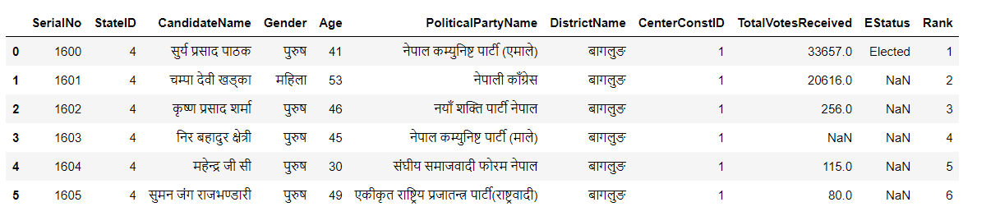 SerialNo StateID CandidateName Gender Age PoliticalPartyName DistrictName CenterConstID TotalVotesReceived EStatus Rank
0 1600 4 सुर्य प्रसाद पाठक पुरुष 41 नेपाल कम्युनिष्ट पार्टी (एमाले) बागलुङ 1 33657.0 Elected 1
1 1601 4 चम्पा देवी खड्का महिला 53 नेपाली काँग्रेस बागलुङ 1 20616.0 NaN 2
2 1602 4 कृष्ण प्रसाद शर्मा पुरुष 46 नयाँ शक्ति पार्टी नेपाल बागलुङ 1 256.0 NaN 3
3 1603 4 निर बहादुर क्षेत्री पुरुष 45 नेपाल कम्युनिष्ट पार्टी (माले) बागलुङ 1 NaN NaN 4
4 1604 4 महेन्द्र जी सी पुरुष 30 संघीय समाजवादी फोरम नेपाल बागलुङ 1 115.0 NaN 5
5 1605 4 सुमन जंग राजभण्डारी पुरुष 49 एकीकृत राष्ट्रिय प्रजातन्त्र पार्टी(राष्ट्रवादी) बागलुङ 1 80.0 NaN 6